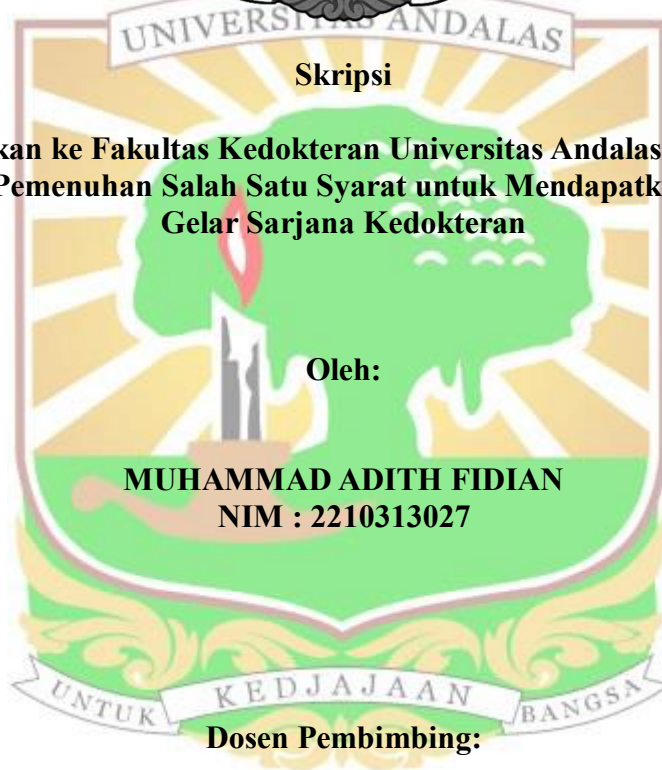 UNIVERSITAS ANDALAS
Skripsi
kan ke Fakultas Kedokteran Universitas Andalas
Pemenuhan Salah Satu Syarat untuk Mendapatk
Gelar Sarjana Kedokteran
Oleh:
MUHAMMAD ADITH FIDIAN
NIM : 2210313027
UNTUK KEDJAJAAN BANGSA
Dosen Pembimbing: